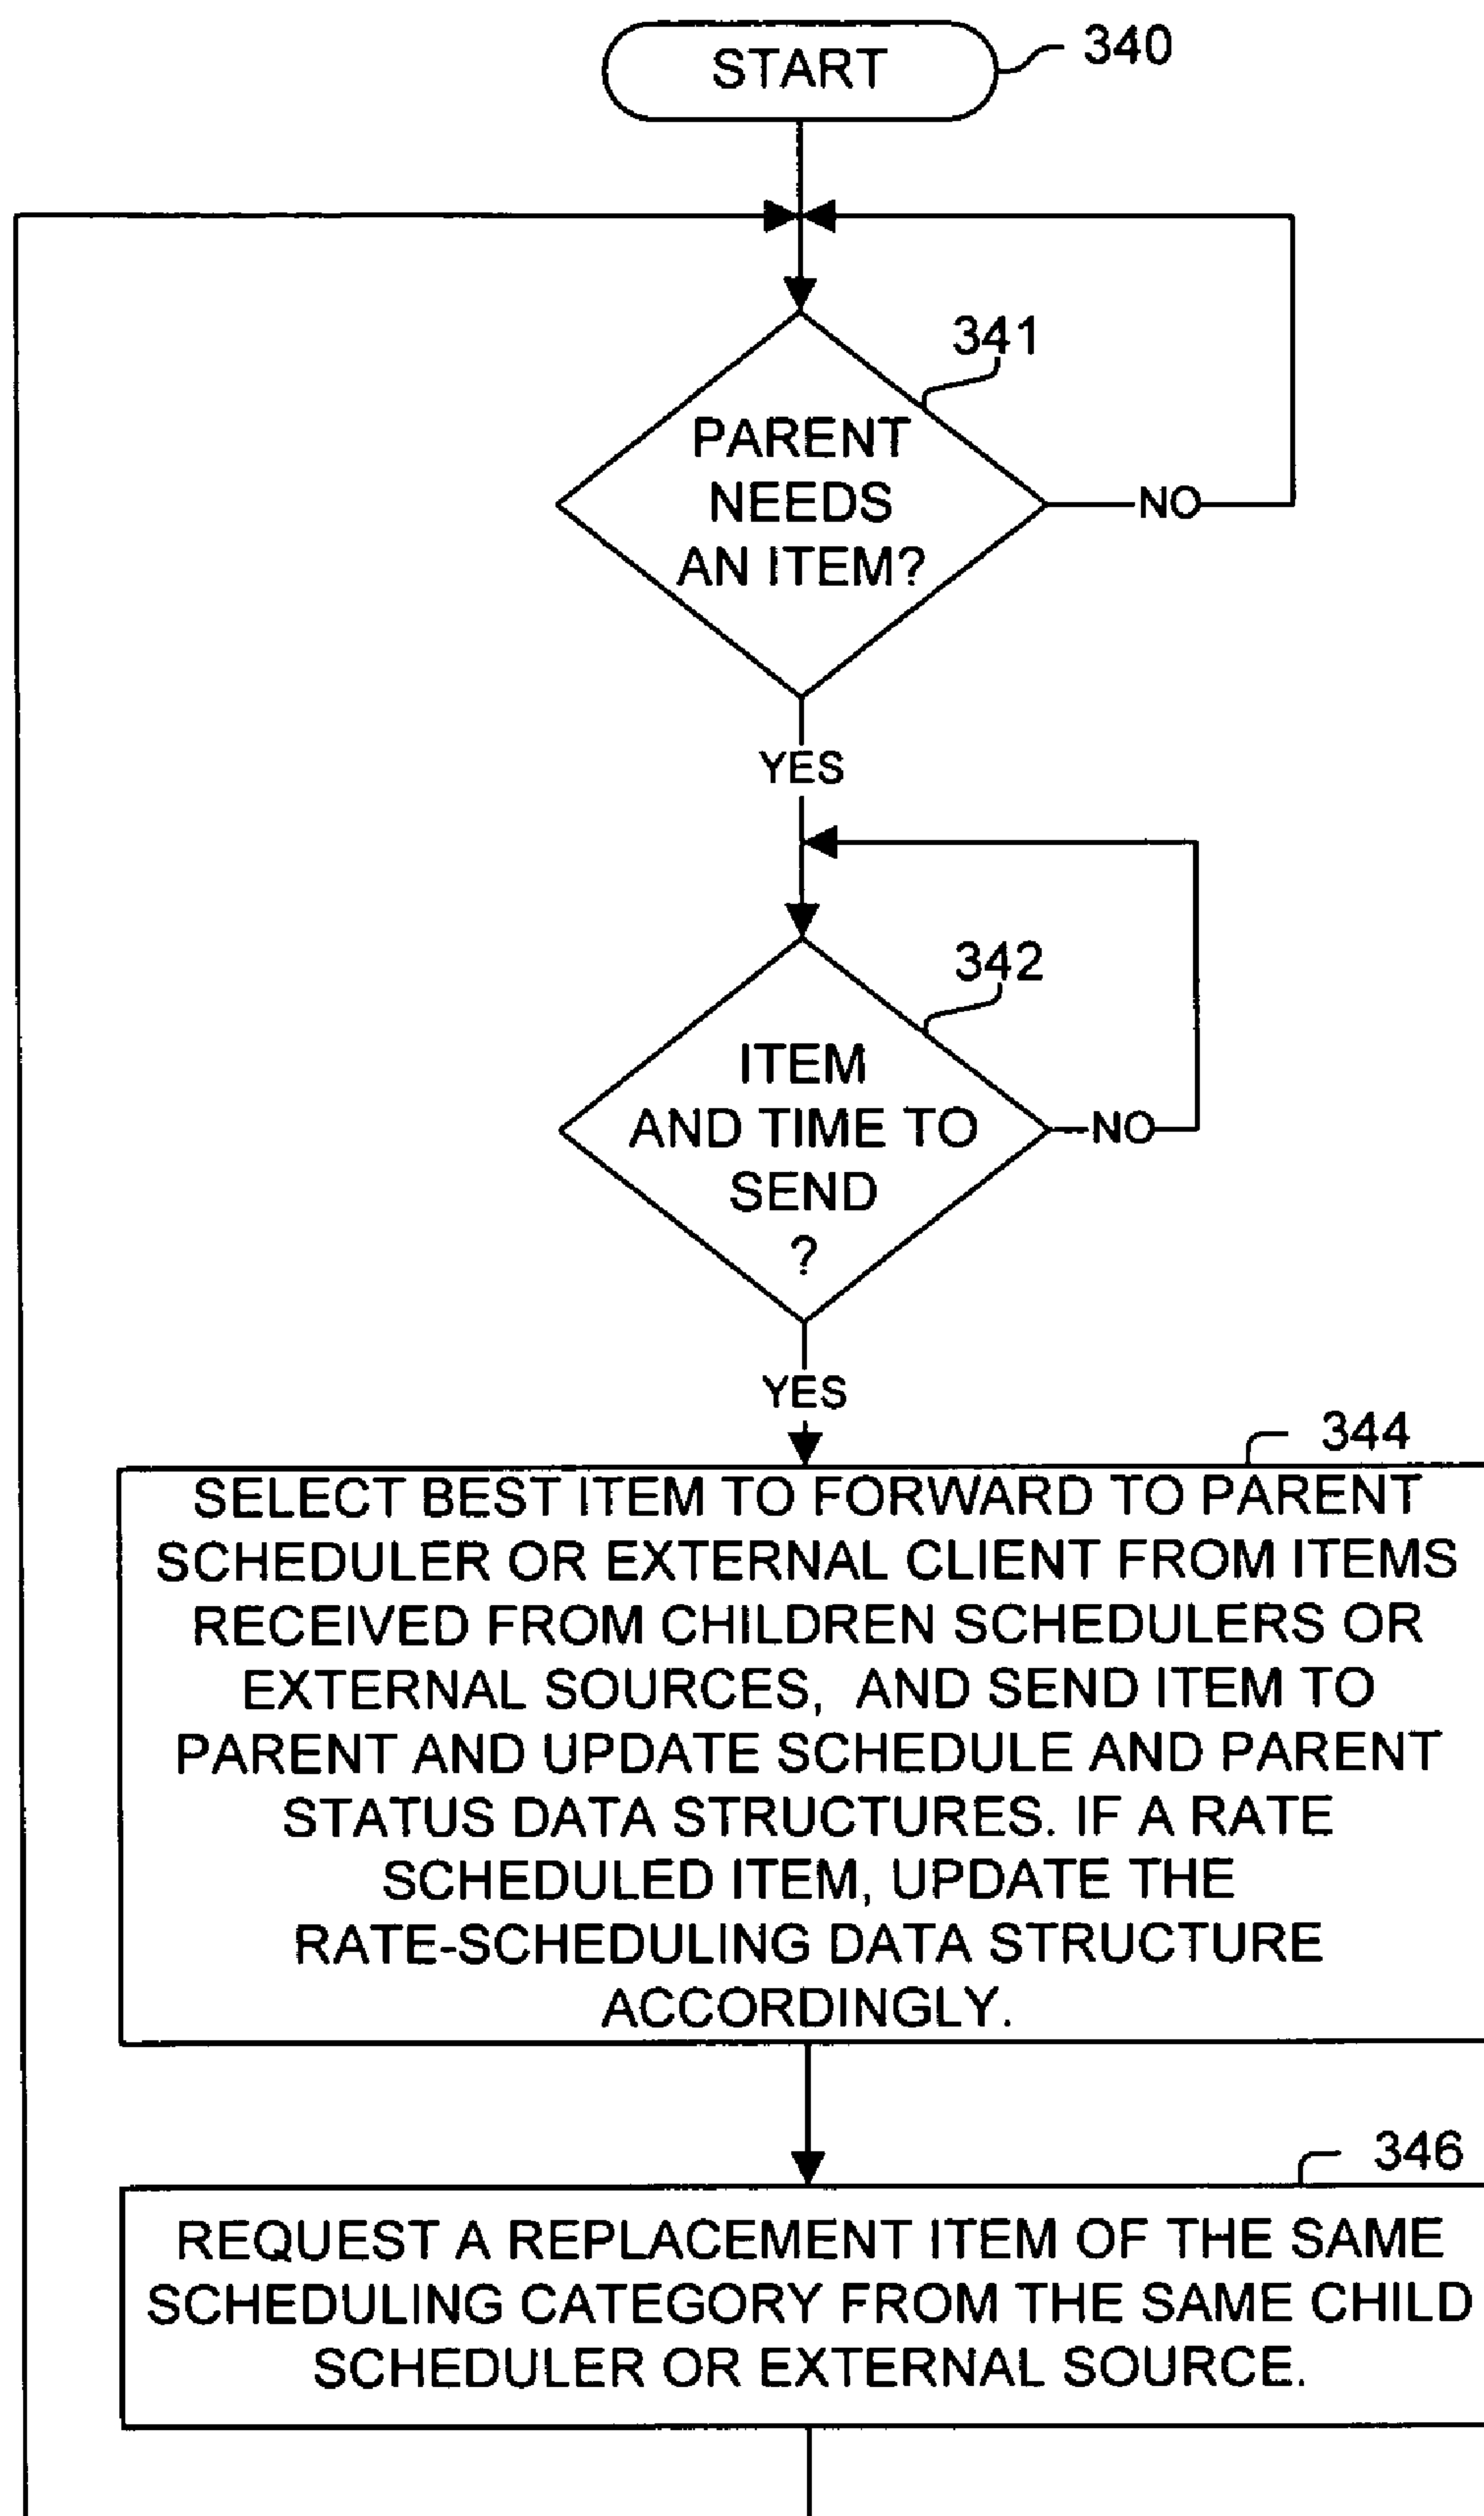 START
340
341
PARENT
NEEDS
AN ITEM?
NO
YES
342
ITEM
AND TIME TO
SEND
?
NO
YES
344
SELECT BEST ITEM TO FORWARD TO PARENT
SCHEDULER OR EXTERNAL CLIENT FROM ITEMS
RECEIVED FROM CHILDREN SCHEDULERS OR
EXTERNAL SOURCES, AND SEND ITEM TO
PARENT AND UPDATE SCHEDULE AND PARENT
STATUS DATA STRUCTURES. IF A RATE
SCHEDULED ITEM, UPDATE THE
RATE-SCHEDULING DATA STRUCTURE
ACCORDINGLY.
346
REQUEST A REPLACEMENT ITEM OF THE SAME
SCHEDULING CATEGORY FROM THE SAME CHILD
SCHEDULER OR EXTERNAL SOURCE.